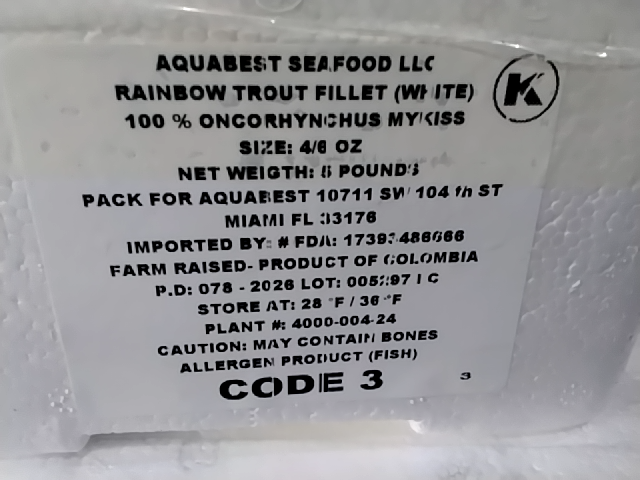 AQUABEST SEAFOOD LLC
RAINBOW TROUT FILLET (WHITE)
K
100 % ONCORHYNCHUS MYKISS
SIZE: 4/6 OZ
NET WEIGTH: POUNDS
PACK FOR AQUABEST 10711 SW 104 th ST
MIAMI FL 33176
IMPORTED BY: # FDA:
FARM RAISED- PRODUCT OF COLOMBIA
P.D: 078 - 2026 LOT:
STORE AT: 28 °F / 36 °F
PLANT #: 4000-004-24
CAUTION: MAY CONTAIN BONES
ALLERGEN PRODUCT (FISH)
CODE 3
3